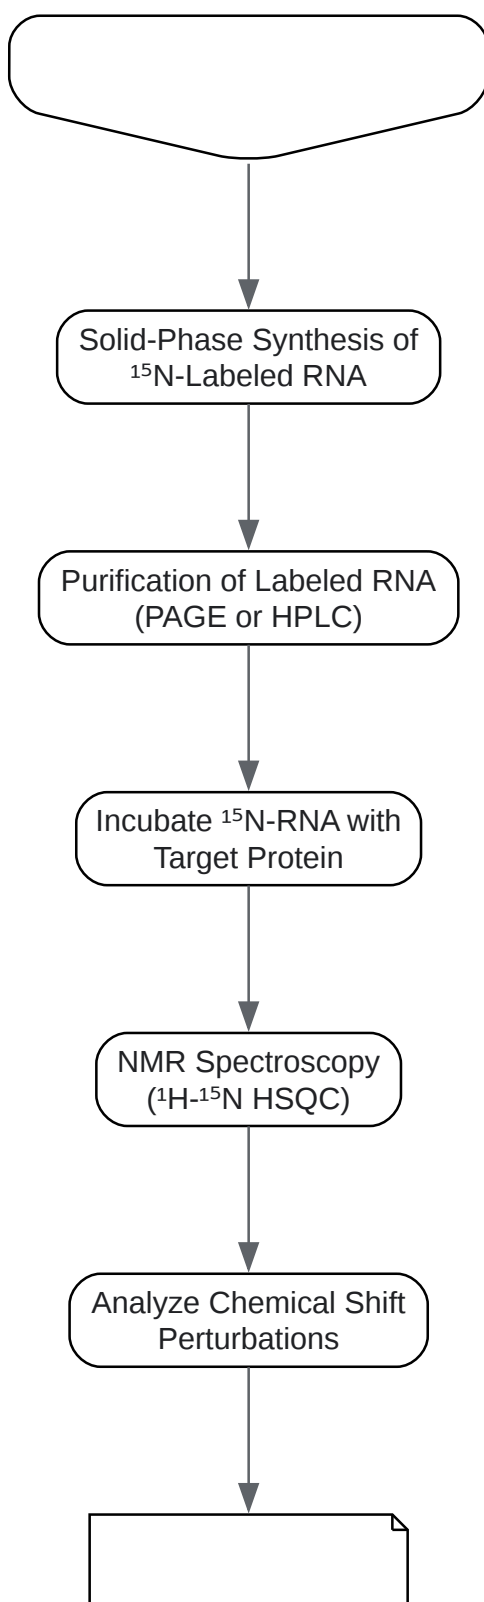 Solid-Phase Synthesis of
¹⁵N-Labeled RNA
Purification of Labeled RNA
(PAGE or HPLC)
Incubate ¹⁵N-RNA with
Target Protein
NMR Spectroscopy
(¹H-¹⁵N HSQC)
Analyze Chemical Shift
Perturbations